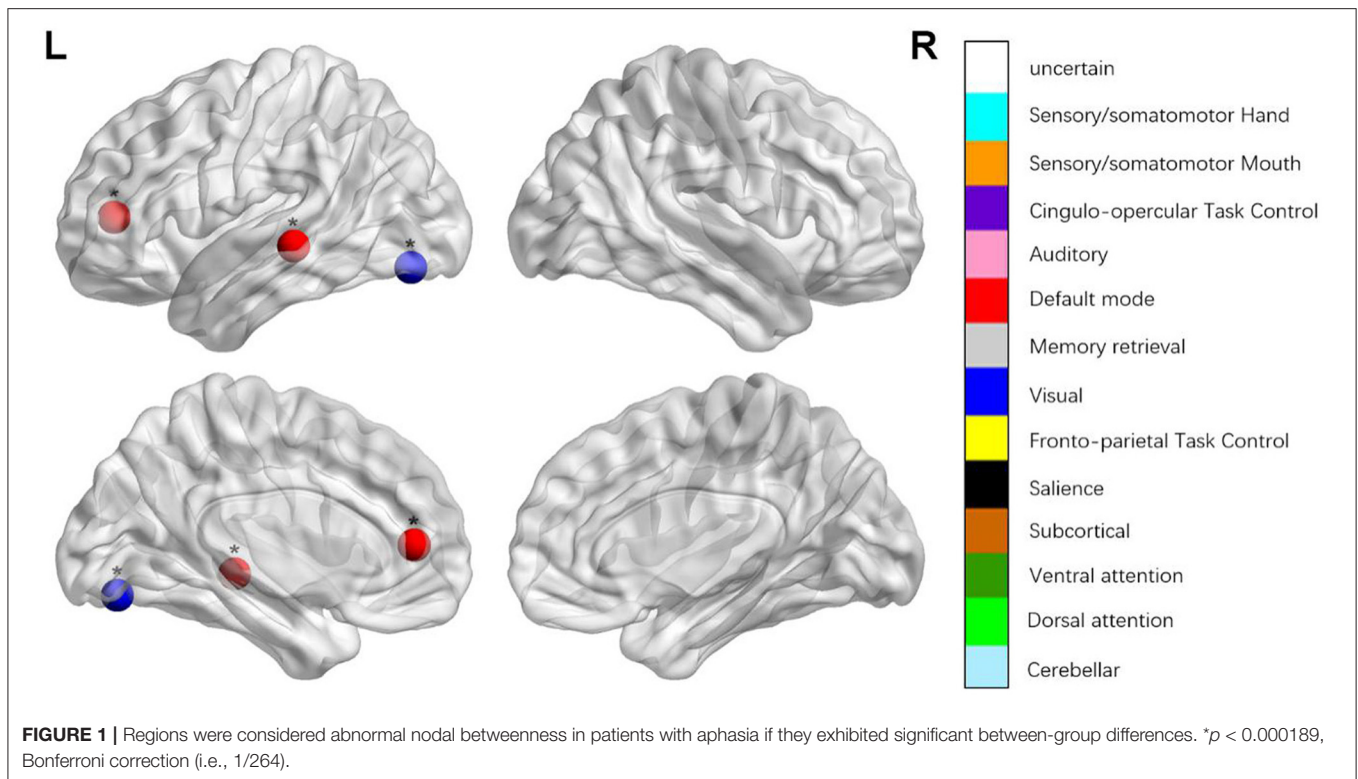 L
R
*
*
*
*
*
*
uncertain
Sensory/somatomotor Hand
Sensory/somatomotor Mouth
Cingulo-opercular Task Control
Auditory
Default mode
Memory retrieval
Visual
Fronto-parietal Task Control
Salience
Subcortical
Ventral attention
Dorsal attention
Cerebellar
FIGURE 1 | Regions were considered abnormal nodal betweenness in patients with aphasia if they exhibited significant between-group differences. *p < 0.000189,
Bonferroni correction (i.e., 1/264).